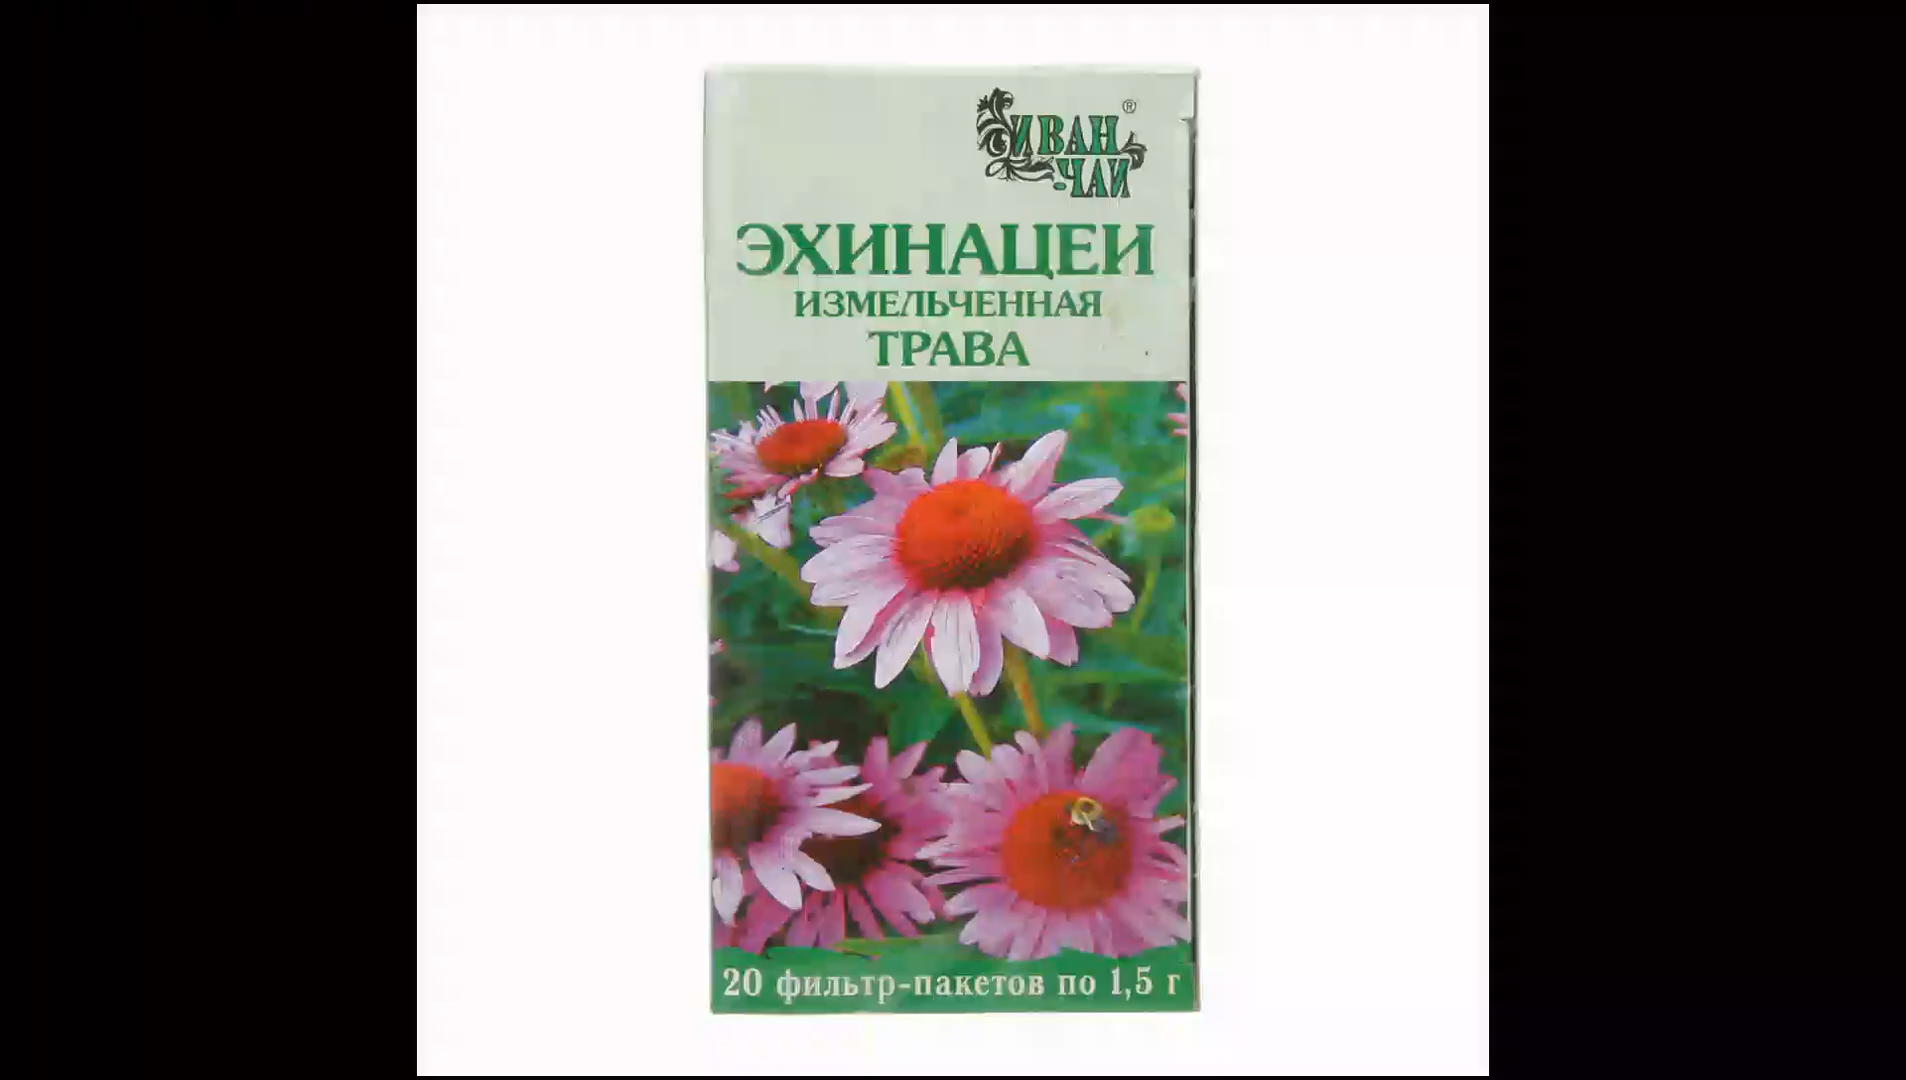 ИВАН
-ЧАЙ
®
ЭХИНАЦЕИ
ИЗМЕЛЬЧЕННАЯ
ТРАВА
20 фильтр-пакетов по 1,5 г